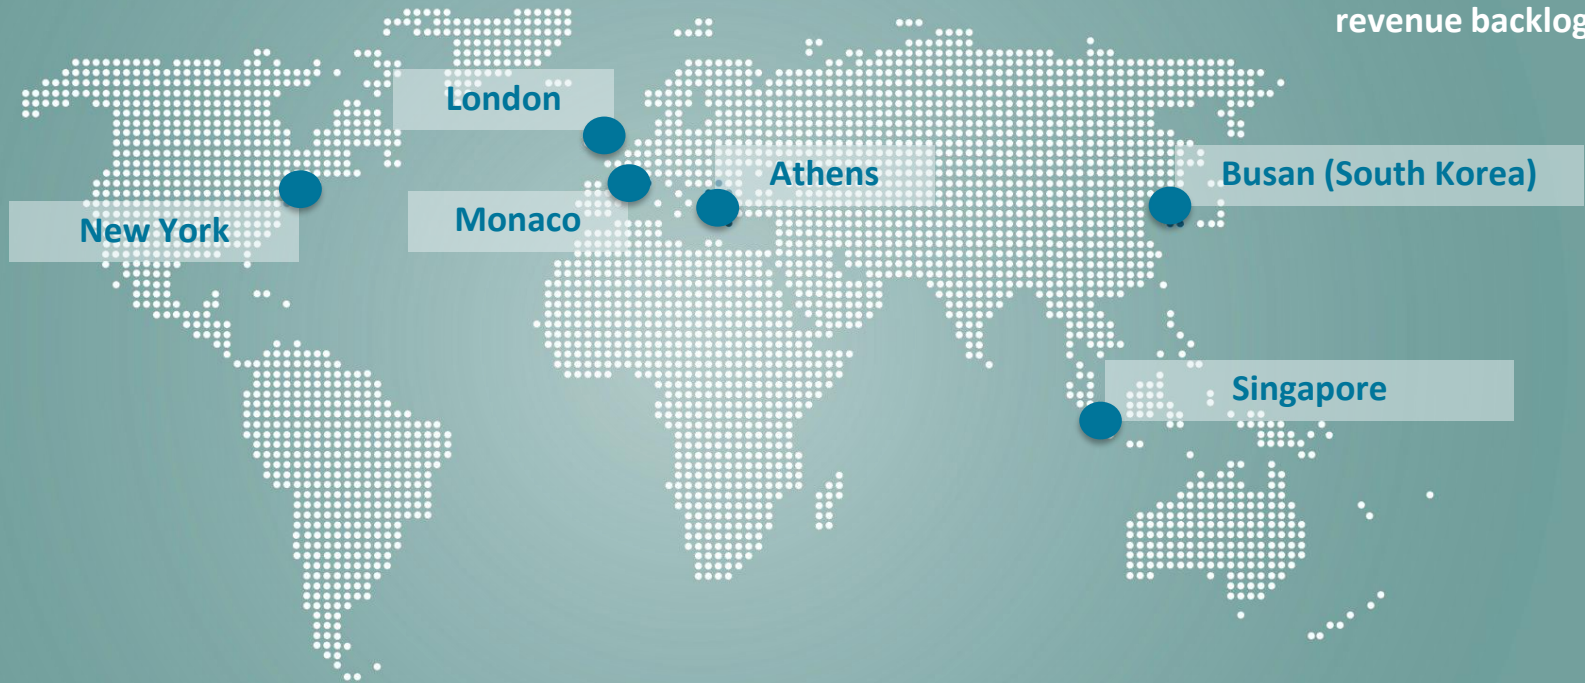 revenue backlog
London
Athens
Busan (South Korea)
Monaco
New York
Singapore